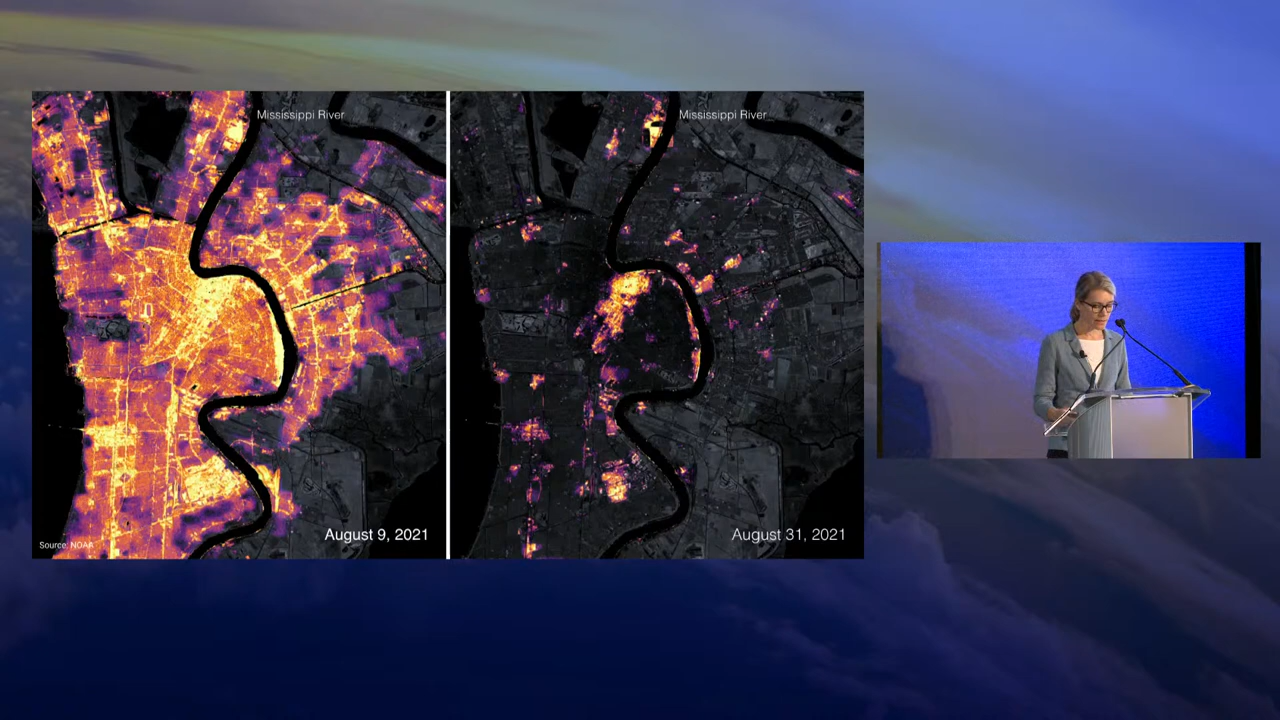 Mississippi River
Mississippi River
August 9, 2021
August 31, 2021
Source: NOAA